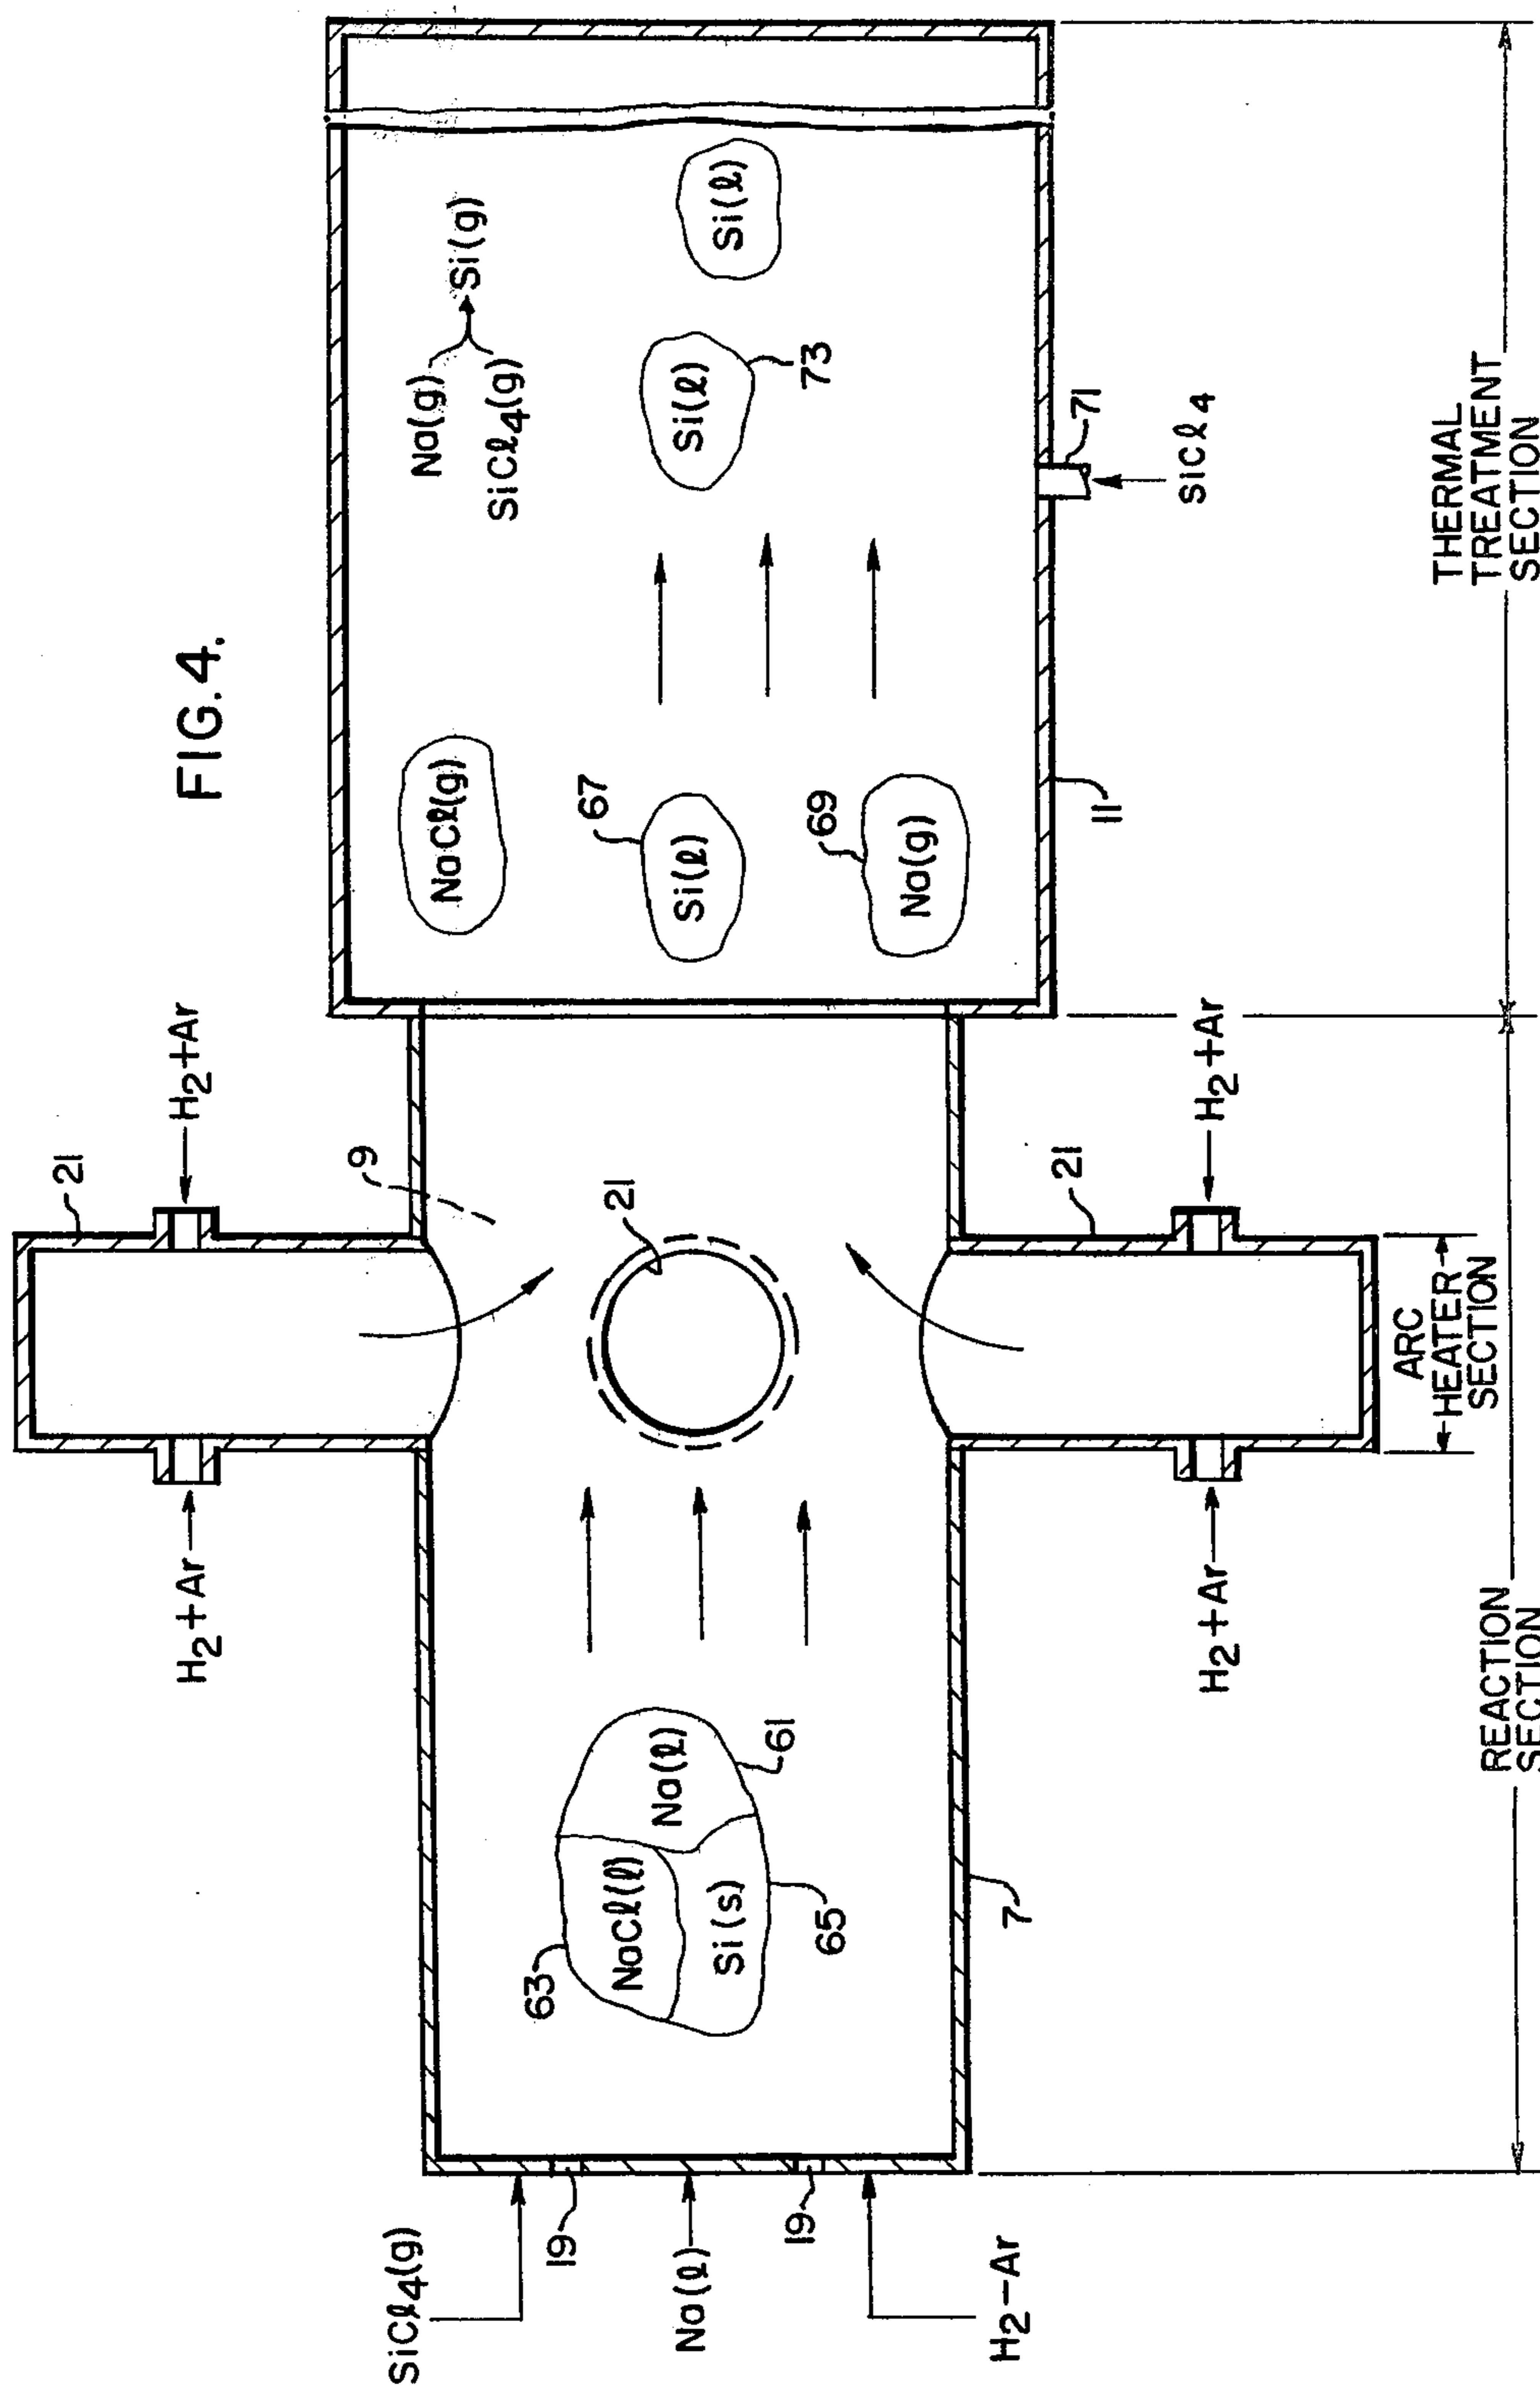 FIG. 4.
H₂+Ar
H₂+Ar
21
9
SiCℓ₄(g)
19
Na(ℓ)
19
H₂–Ar
63
NaCℓ(ℓ)
Na(ℓ)
61
Si(s)
65
7
21
21
H₂+Ar
H₂+Ar
ARC
HEATER
SECTION
NaCℓ(g)
67
Si(ℓ)
69
Na(g)
11
Na(g)
SiCℓ₄(g)
Si(g)
Si(ℓ)
73
Si(ℓ)
71
SiCℓ₄
REACTION
SECTION
THERMAL
TREATMENT
SECTION